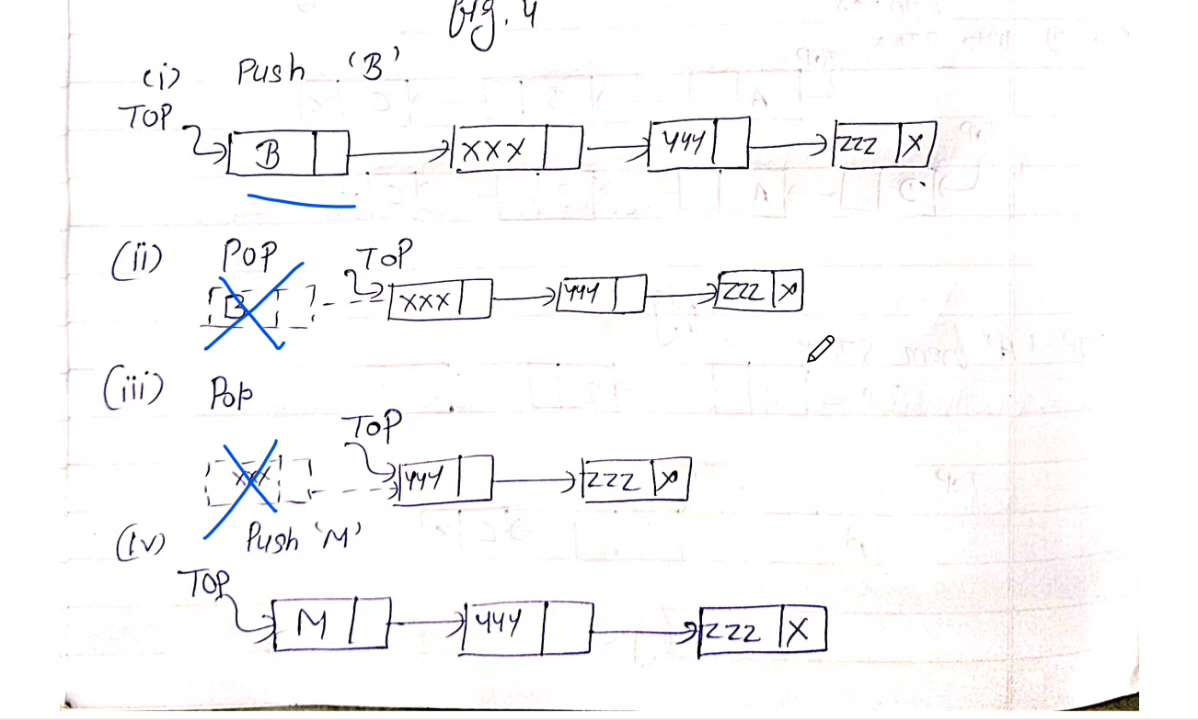 fig. 4
(i) Push 'B'
TOP
B XXX YYY ZZZ X
(ii) POP TOP
B XXX YYY ZZZ X
(iii) Pop
TOP
XXX YYY ZZZ X
(iv) Push 'M'
TOP
M YYY ZZZ X